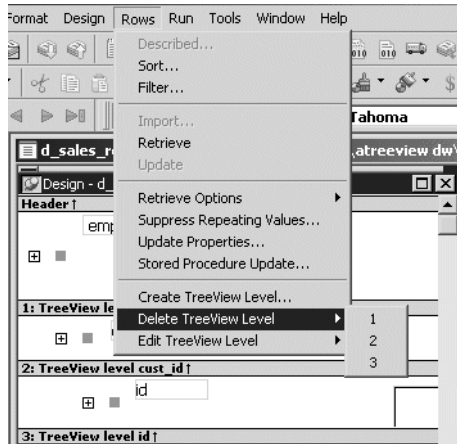 Format Design Rows Run Tools Window Help
Described...
Sort...
Filter...
Import...
Retrieve
Update
Retrieve Options
Suppress Repeating Values...
Update Properties...
Stored Procedure Update...
Create TreeView Level...
Delete TreeView Level
Edit TreeView Level
1
2
3
010 010
$
Tahoma
d_sales_r
\atreeview dw
Design - d_
Header ↑
emp
1: TreeView le
2: TreeView level cust_id ↑
id
3: TreeView level id ↑